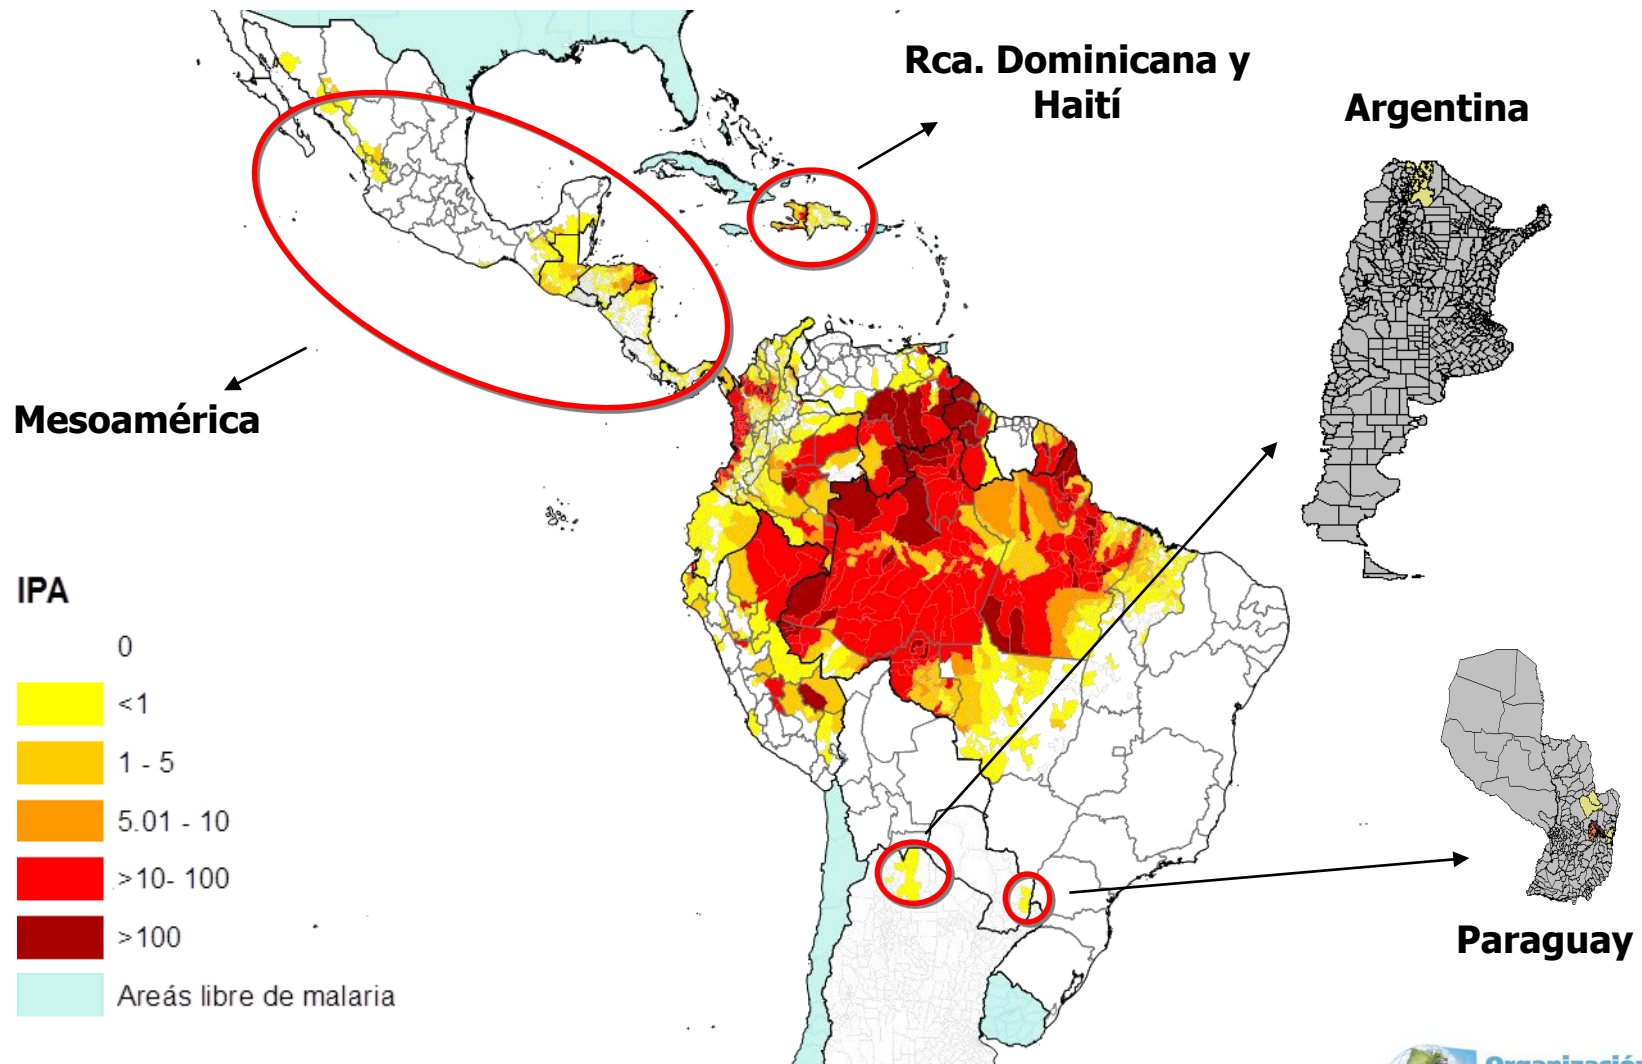 Rca. Dominicana y
Haití
Argentina
Mesoamérica
IPA
0
<1
1 - 5
5.01 - 10
>10- 100
>100
Areás libre de malaria
Paraguay